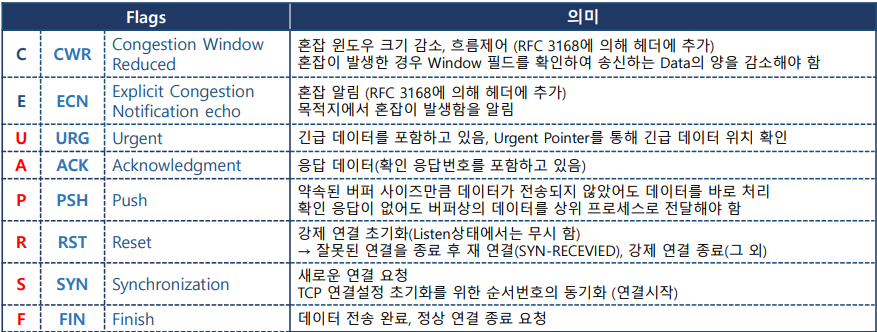 Flags 의미
C CWR Congestion Window Reduced 혼잡 윈도우 크기 감소, 흐름제어 (RFC 3168에 의해 헤더에 추가)
혼잡이 발생한 경우 Window 필드를 확인하여 송신하는 Data의 양을 감소해야 함
E ECN Explicit Congestion Notification echo 혼잡 알림 (RFC 3168에 의해 헤더에 추가)
목적지에서 혼잡이 발생함을 알림
U URG Urgent 긴급 데이터를 포함하고 있음, Urgent Pointer를 통해 긴급 데이터 위치 확인
A ACK Acknowledgment 응답 데이터(확인 응답번호를 포함하고 있음)
P PSH Push 약속된 버퍼 사이즈만큼 데이터가 전송되지 않았어도 데이터를 바로 처리
확인 응답이 없어도 버퍼상의 데이터를 상위 프로세스로 전달해야 함
R RST Reset 강제 연결 초기화(Listen상태에서는 무시 함)
→ 잘못된 연결을 종료 후 재 연결(SYN-RECEVIED), 강제 연결 종료(그 외)
S SYN Synchronization 새로운 연결 요청
TCP 연결설정 초기화를 위한 순서번호의 동기화 (연결시작)
F FIN Finish 데이터 전송 완료, 정상 연결 종료 요청